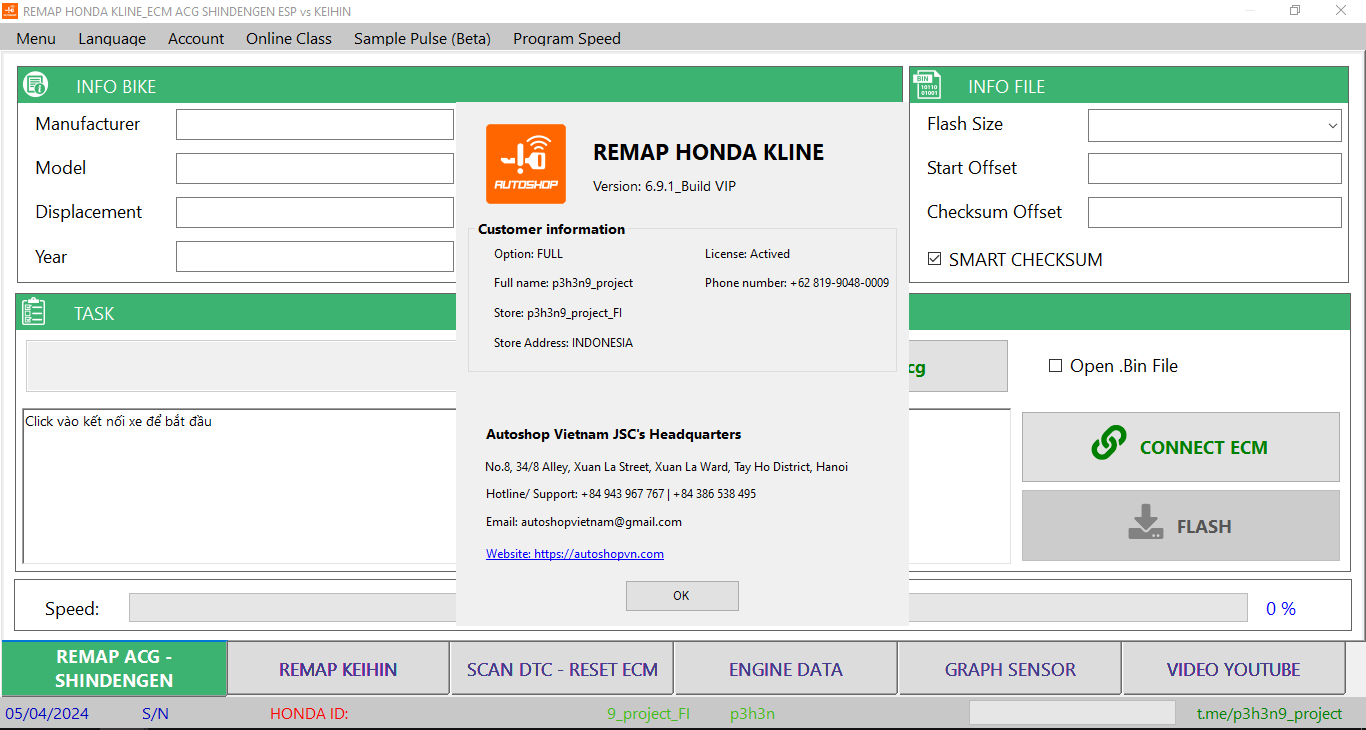 REMAP HONDA KLINE_ECM ACG SHINDENGEN ESP vs KEIHIN
Menu Language Account Online Class Sample Pulse (Beta) Program Speed
INFO BIKE
Manufacturer
Model
Displacement
Year
BIN
10110
01001
INFO FILE
Flash Size
Start Offset
Checksum Offset
SMART CHECKSUM
AUTOSHOP
REMAP HONDA KLINE
Version: 6.9.1_Build VIP
Customer information
Option: FULL License: Actived
Full name: p3h3n9_project Phone number: +62 819-9048-0009
Store: p3h3n9_project_FI
Store Address: INDONESIA
Autoshop Vietnam JSC's Headquarters
No.8, 34/8 Alley, Xuan La Street, Xuan La Ward, Tay Ho District, Hanoi
Hotline/ Support: +84 943 967 767 | +84 386 538 495
Email: autoshopvietnam@gmail.com
Website: https://autoshopvn.com
OK
TASK
cg
Open .Bin File
Click vào kết nối xe để bắt đầu
CONNECT ECM
FLASH
Speed: 0 %
REMAP ACG -
SHINDENGEN
REMAP KEIHIN
SCAN DTC - RESET ECM
ENGINE DATA
GRAPH SENSOR
VIDEO YOUTUBE
05/04/2024 S/N HONDA ID: 9_project_FI p3h3n t.me/p3h3n9_project